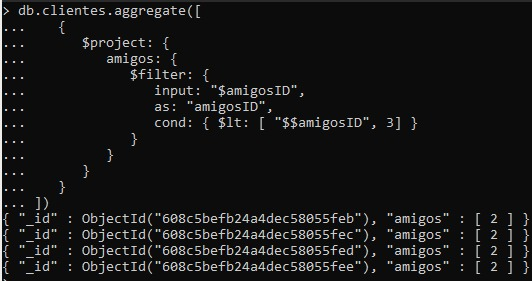 > db.clientes.aggregate([
...    {
...       $project: {
...          amigos: {
...             $filter: {
...                input: "$amigosID",
...                as: "amigosID",
...                cond: { $lt: [ "$$amigosID", 3] }
...             }
...          }
...       }
...    }
... ])
{ "_id" : ObjectId("608c5befb24a4dec58055feb"), "amigos" : [ 2 ] }
{ "_id" : ObjectId("608c5befb24a4dec58055fec"), "amigos" : [ 2 ] }
{ "_id" : ObjectId("608c5befb24a4dec58055fed"), "amigos" : [ 2 ] }
{ "_id" : ObjectId("608c5befb24a4dec58055fee"), "amigos" : [ 2 ] }